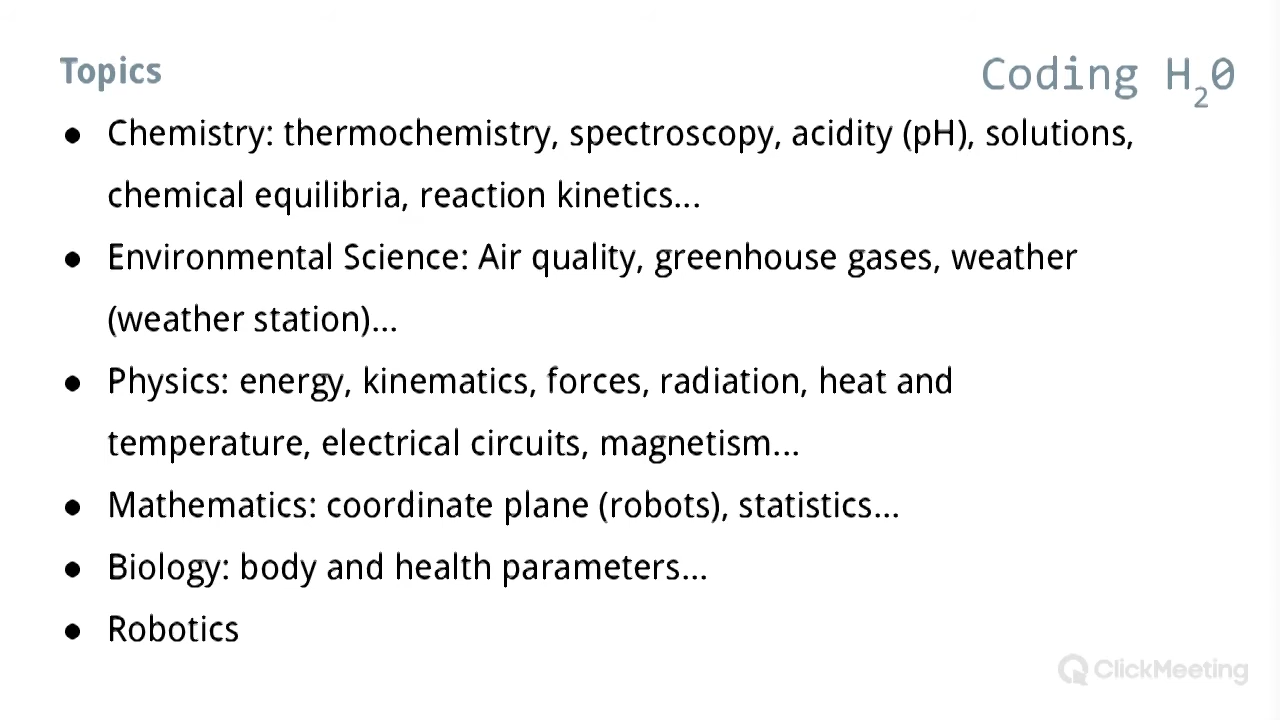 Topics
Coding H₂0
● Chemistry: thermochemistry, spectroscopy, acidity (pH), solutions,
chemical equilibria, reaction kinetics...
● Environmental Science: Air quality, greenhouse gases, weather
(weather station)...
● Physics: energy, kinematics, forces, radiation, heat and
temperature, electrical circuits, magnetism...
● Mathematics: coordinate plane (robots), statistics...
● Biology: body and health parameters...
● Robotics
ClickMeeting